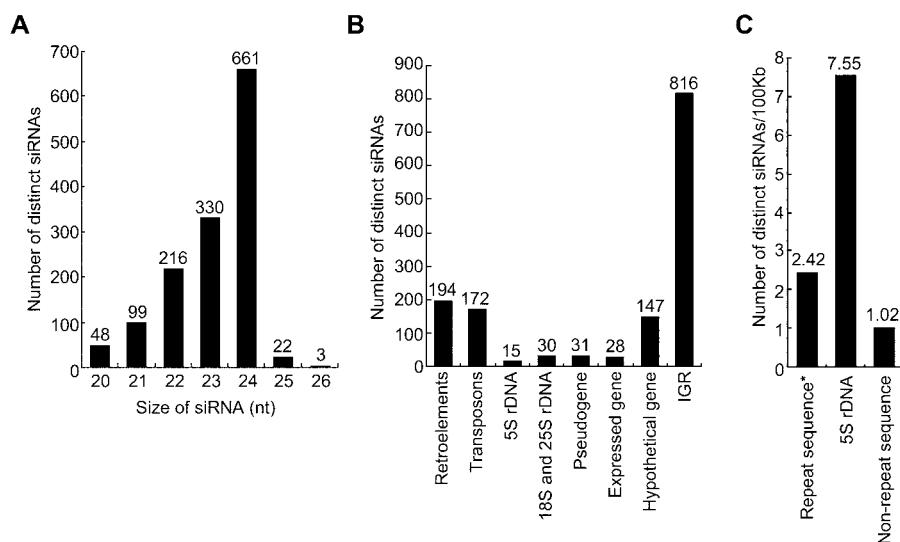 A
Number of distinct siRNAs
700
600
500
400
300
200
100
0
48
99
216
330
661
22
3
20 21 22 23 24 25 26
Size of siRNA (nt)
B
Number of distinct siRNAs
900
800
700
600
500
400
300
200
100
0
194
172
15
30
31
28
147
816
Retroelements
Transposons
5S rDNA
18S and 25S rDNA
Pseudogene
Expressed gene
Hypothetical gene
IGR
C
Number of distinct siRNAs/100Kb
8
7
6
5
4
3
2
1
0
2.42
7.55
1.02
Repeat sequence*
5S rDNA
Non-repeat sequence